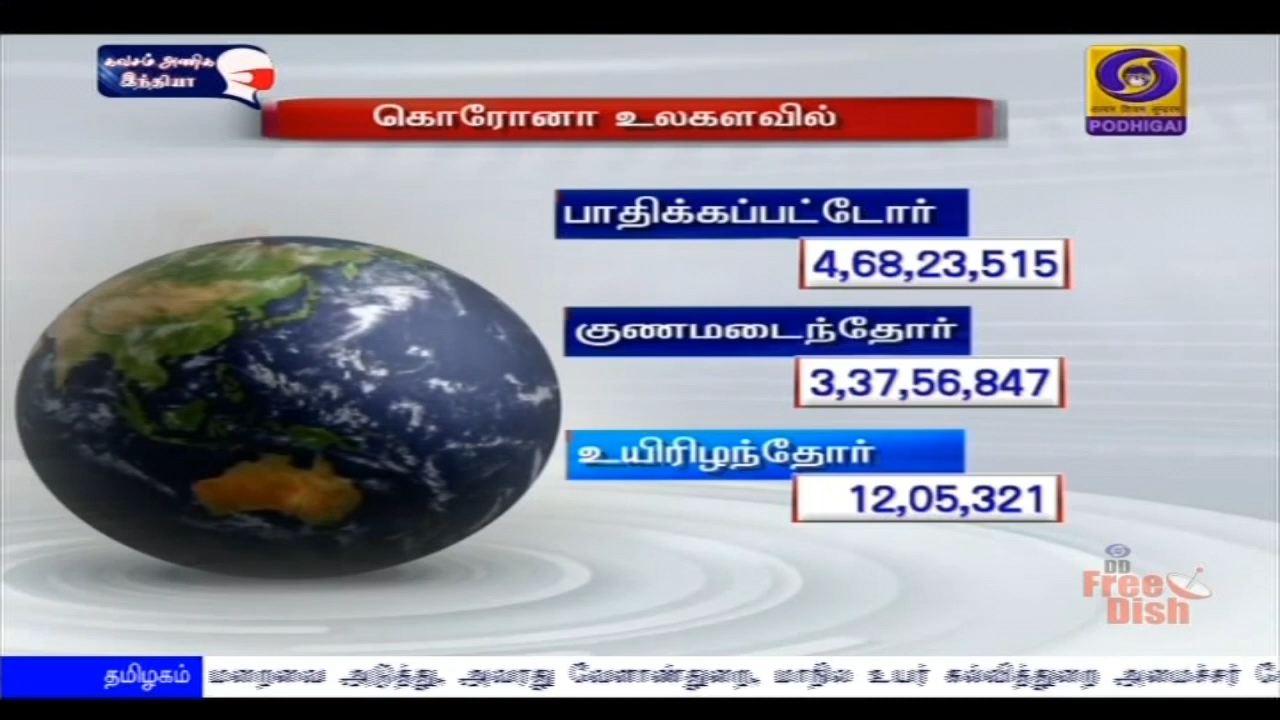 கவசம் அணிக
இந்தியா
கொரோனா உலகளவில்
PODHIGAI
பாதிக்கப்பட்டோர்
4,68,23,515
குணமடைந்தோர்
3,37,56,847
உயிரிழந்தோர்
12,05,321
DD
Free
Dish
தமிழகம் மறைவை அடுத்து, அவரது வேளாண்துறை, மாநில உயர் கல்வித்துறை அமைச்சர்